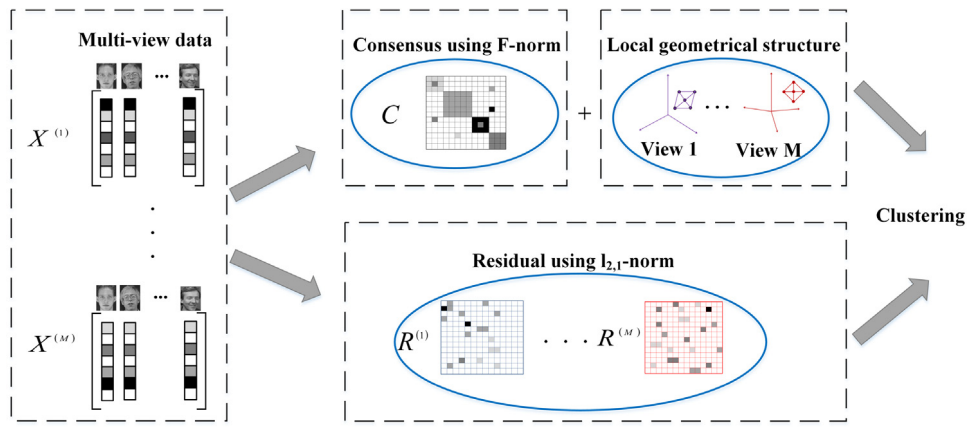 Multi-view data
...
X^(1)
...
X^(M)
Consensus using F-norm
C
+
Local geometrical structure
...
View 1
View M
Residual using l₂,₁-norm
R^(1)
. . .
R^(M)
Clustering